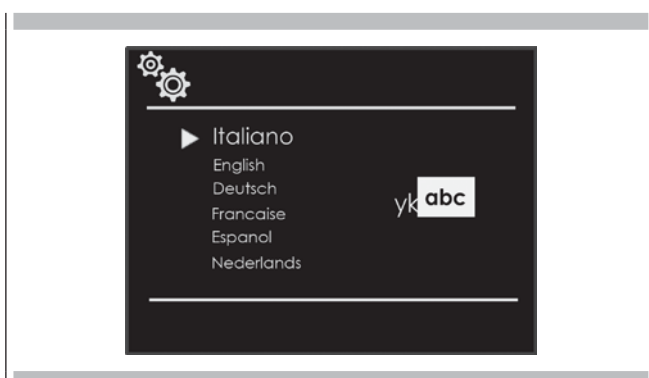 Italiano
English
Deutsch
Francaise
Espanol
Nederlands
yk abc